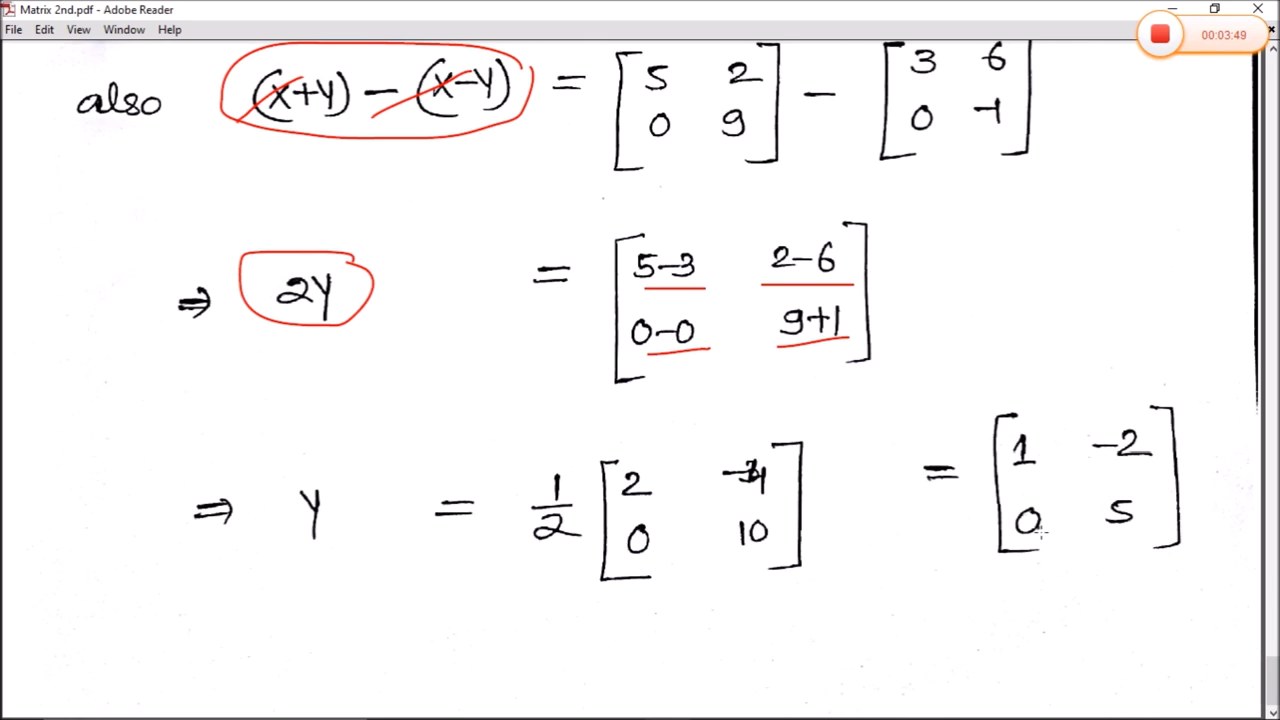 Matrix 2nd.pdf - Adobe Reader
File Edit View Window Help
00:03:49
also (x+y) - (x-y) = [5 2 - [3 6
0 9] 0 -1]
⇒ 2y = [5-3 2-6
0-0 9+1]
⇒ y = 1/2 [2 -4 = [1 -2
0 10] 0 5]